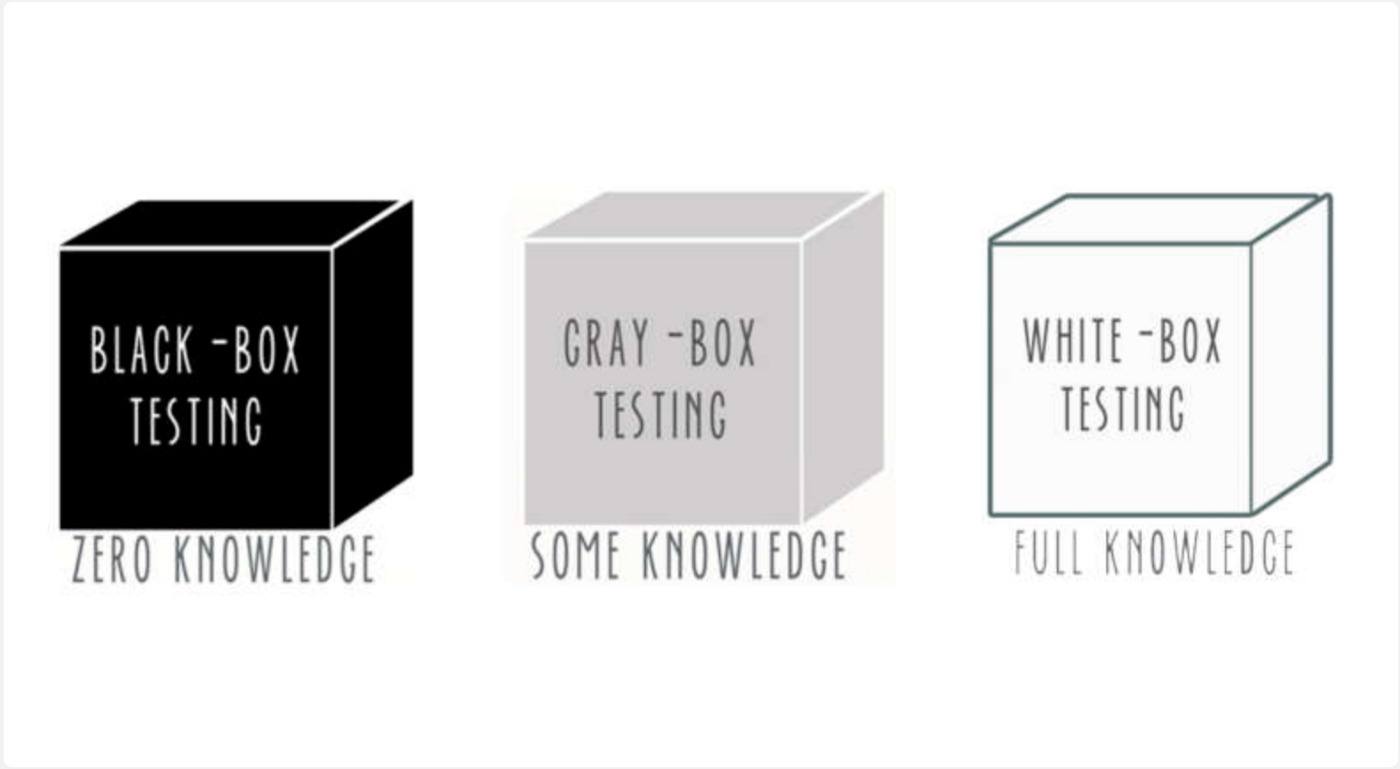 BLACK -BOX
TESTING
ZERO KNOWLEDGE
GRAY -BOX
TESTING
SOME KNOWLEDGE
WHITE -BOX
TESTING
FULL KNOWLEDGE